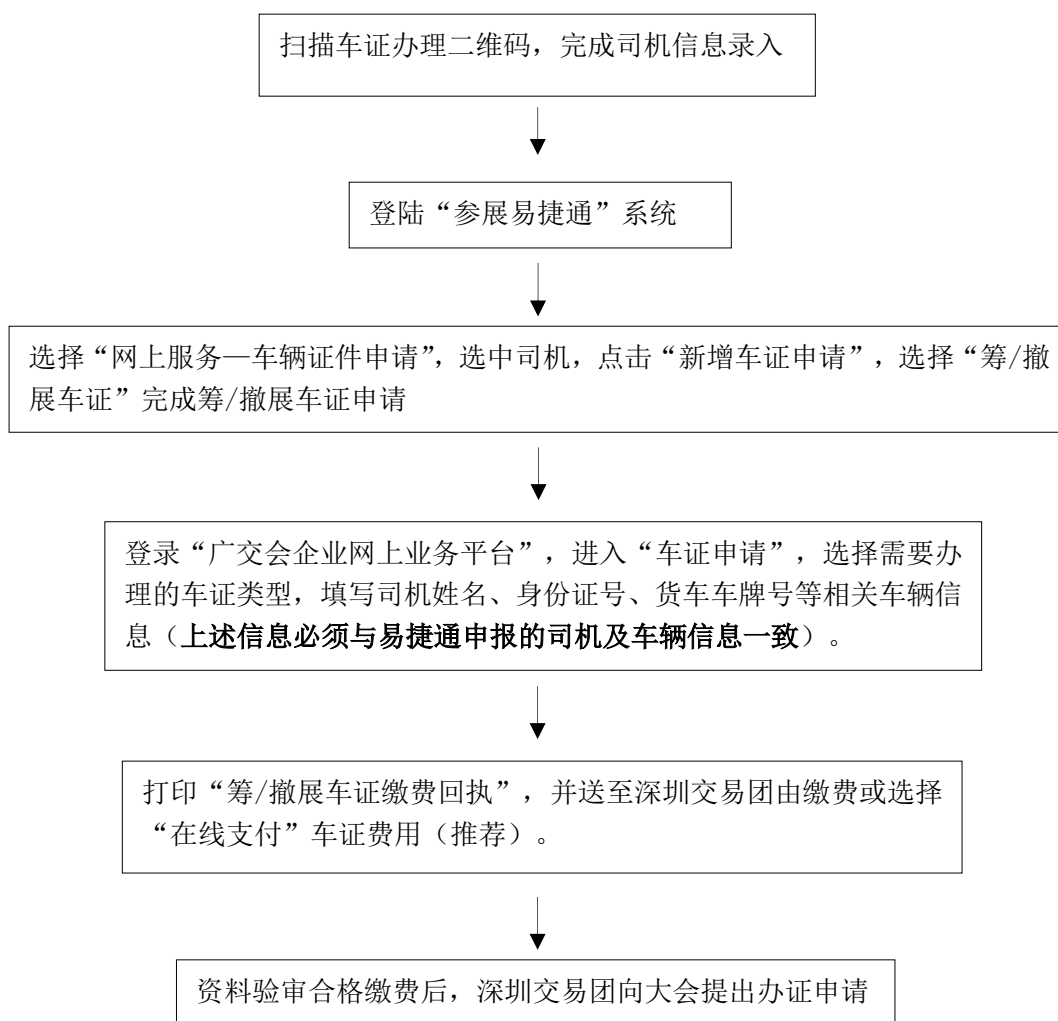 扫描车证办理二维码，完成司机信息录入
登陆“参展易捷通”系统
选择“网上服务—车辆证件申请”，选中司机，点击“新增车证申请”，选择“筹/撤
展车证”完成筹/撤展车证申请
登录“广交会企业网上业务平台”，进入“车证申请”，选择需要办
理的车证类型，填写司机姓名、身份证号、货车车牌号等相关车辆信
息（上述信息必须与易捷通申报的司机及车辆信息一致）。
打印“筹/撤展车证缴费回执”，并送至深圳交易团由缴费或选择
“在线支付”车证费用（推荐）。
资料验审合格缴费后，深圳交易团向大会提出办证申请